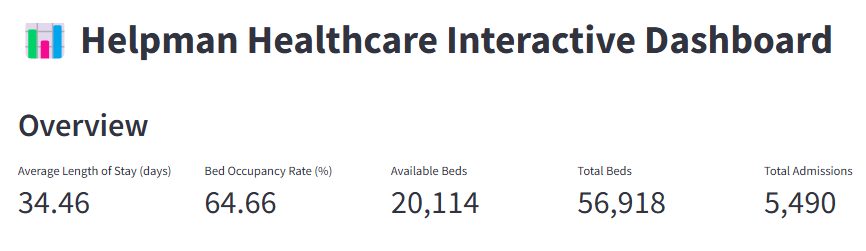 Helpman Healthcare Interactive Dashboard
Overview
Average Length of Stay (days) Bed Occupancy Rate (%) Available Beds Total Beds Total Admissions
34.46 64.66 20,114 56,918 5,490